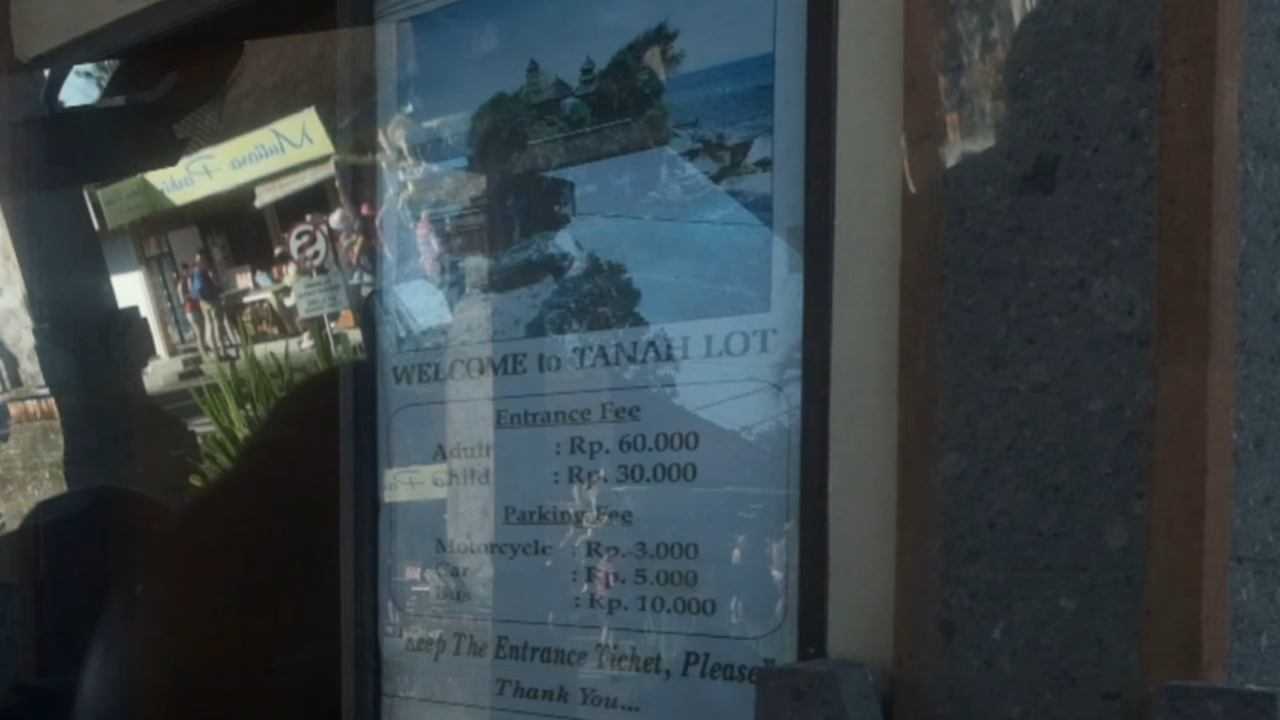 WELCOME to TANAH LOT
Entrance Fee
Adult : Rp. 60.000
Child : Rp. 30.000
Parking Fee
Motorcycle : Rp. 3.000
Car : Rp. 5.000
Bus : Rp. 10.000
"Keep The Entrance Ticket, Please"
Thank You...